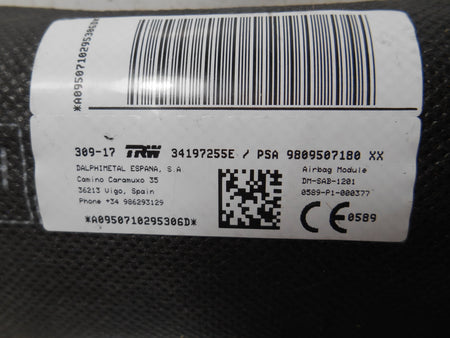 *A0950710295306D*
309-17 TRW 34197255E / PSA 9809507180 XX
DALPHIMETAL ESPANA, S.A
Camino Caramuxo 35
36213 Vigo, Spain
Phone +34 986293129
*A0950710295306D*
Airbag Module
DM-SAB-1201
0589-P1-000377
CE 0589